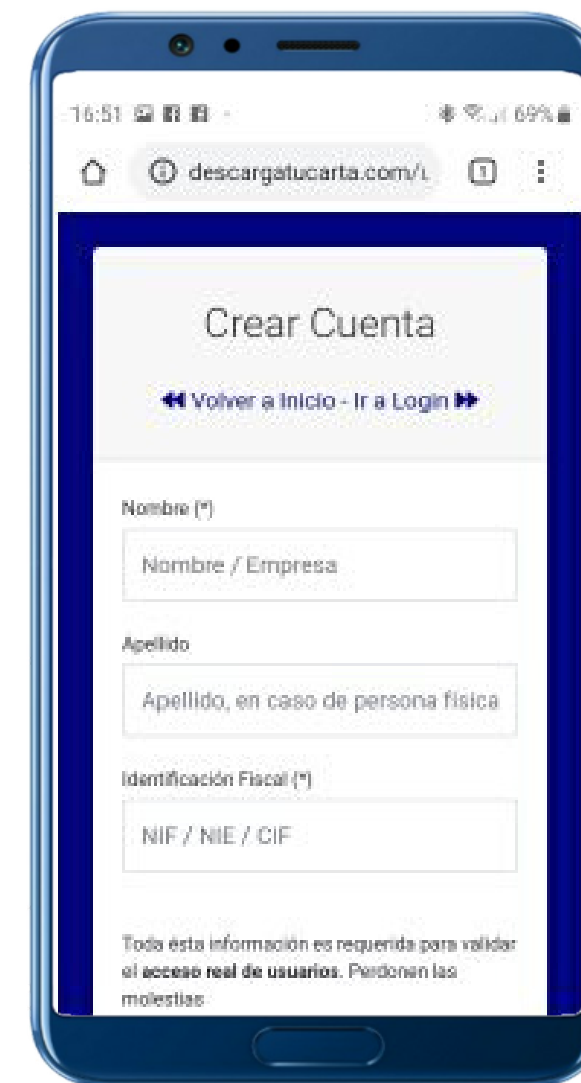 16:51
69%
descargatucarta.com/
1
Crear Cuenta
Volver a Inicio - Ir a Login
Nombre (*)
Nombre / Empresa
Apellido
Apellido, en caso de persona física
Identificación Fiscal (*)
NIF / NIE / CIF
Toda ésta información es requerida para validar
el acceso real de usuarios. Perdonen las
molestias